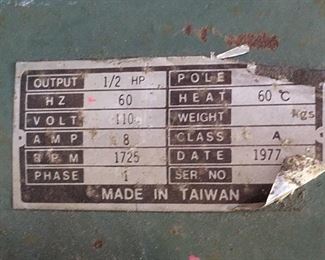 OUTPUT 1/2 HP POLE
HZ 60 HEAT 60 °C
VOLT 110 WEIGHT kgs
AMP 8 CLASS A
RPM 1725 DATE 1977
PHASE 1 SER NO
MADE IN TAIWAN